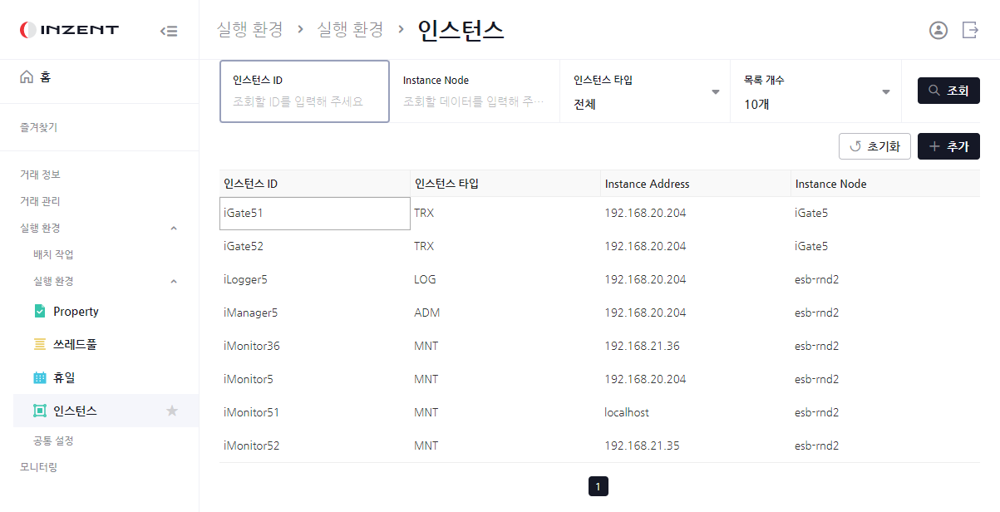 INZENT
실행 환경 > 실행 환경 > 인스턴스
홈
즐겨찾기
거래 정보
거래 관리
실행 환경
배치 작업
실행 환경
Property
쓰레드풀
휴일
인스턴스
공통 설정
모니터링
인스턴스 ID
조회할 ID를 입력해 주세요
Instance Node
조회할 데이터를 입력해 주…
인스턴스 타입
전체
목록 개수
10개
조회
초기화
추가
인스턴스 ID 인스턴스 타입 Instance Address Instance Node
iGate51 TRX 192.168.20.204 iGate5
iGate52 TRX 192.168.20.204 iGate5
iLogger5 LOG 192.168.20.204 esb-rnd2
iManager5 ADM 192.168.20.204 esb-rnd2
iMonitor36 MNT 192.168.21.36 esb-rnd2
iMonitor5 MNT 192.168.20.204 esb-rnd2
iMonitor51 MNT localhost esb-rnd2
iMonitor52 MNT 192.168.21.35 esb-rnd2
1